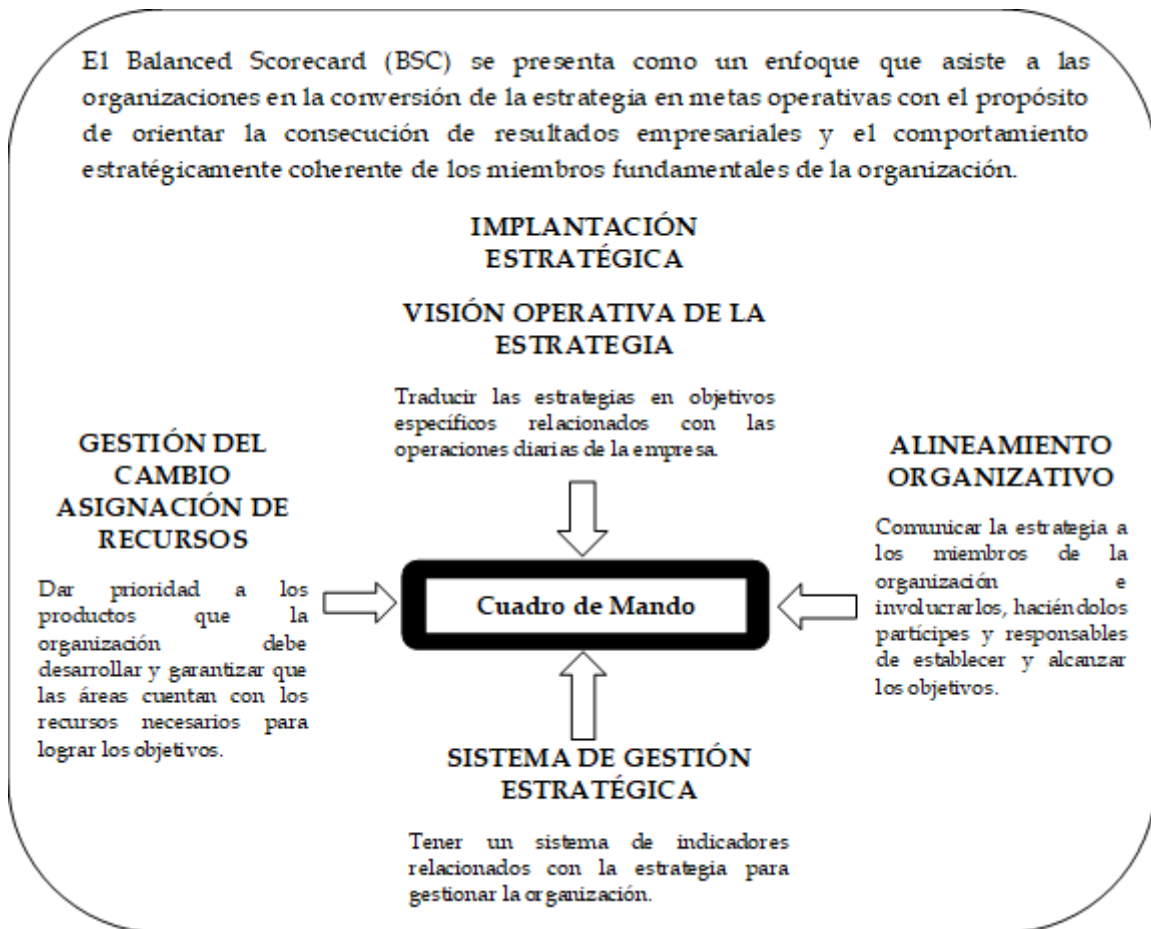 El Balanced Scorecard (BSC) se presenta como un enfoque que asiste a las
organizaciones en la conversión de la estrategia en metas operativas con el propósito
de orientar la consecución de resultados empresariales y el comportamiento
estratégicamente coherente de los miembros fundamentales de la organización.
IMPLANTACIÓN
ESTRATÉGICA
VISIÓN OPERATIVA DE LA
ESTRATEGIA
Traducir las estrategias en objetivos
específicos relacionados con las
operaciones diarias de la empresa.
GESTIÓN DEL
CAMBIO
ASIGNACIÓN DE
RECURSOS
Dar prioridad a los
productos que la
organización debe
desarrollar y garantizar que
las áreas cuentan con los
recursos necesarios para
lograr los objetivos.
Cuadro de Mando
ALINEAMIENTO
ORGANIZATIVO
Comunicar la estrategia a
los miembros de la
organización e
involucrarlos, haciéndolos
partícipes y responsables
de establecer y alcanzar
los objetivos.
SISTEMA DE GESTIÓN
ESTRATÉGICA
Tener un sistema de indicadores
relacionados con la estrategia para
gestionar la organización.